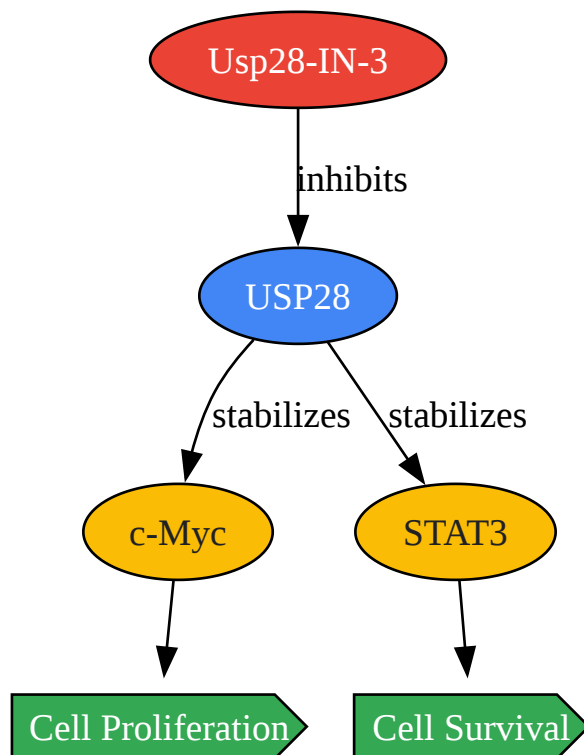 Usp28-IN-3
inhibits
USP28
stabilizes
stabilizes
c-Myc
STAT3
Cell Proliferation
Cell Survival